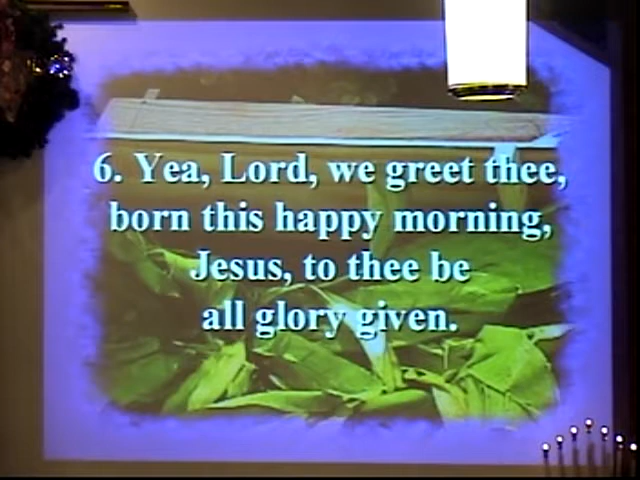 6. Yea, Lord, we greet thee,
born this happy morning,
Jesus, to thee be
all glory given.